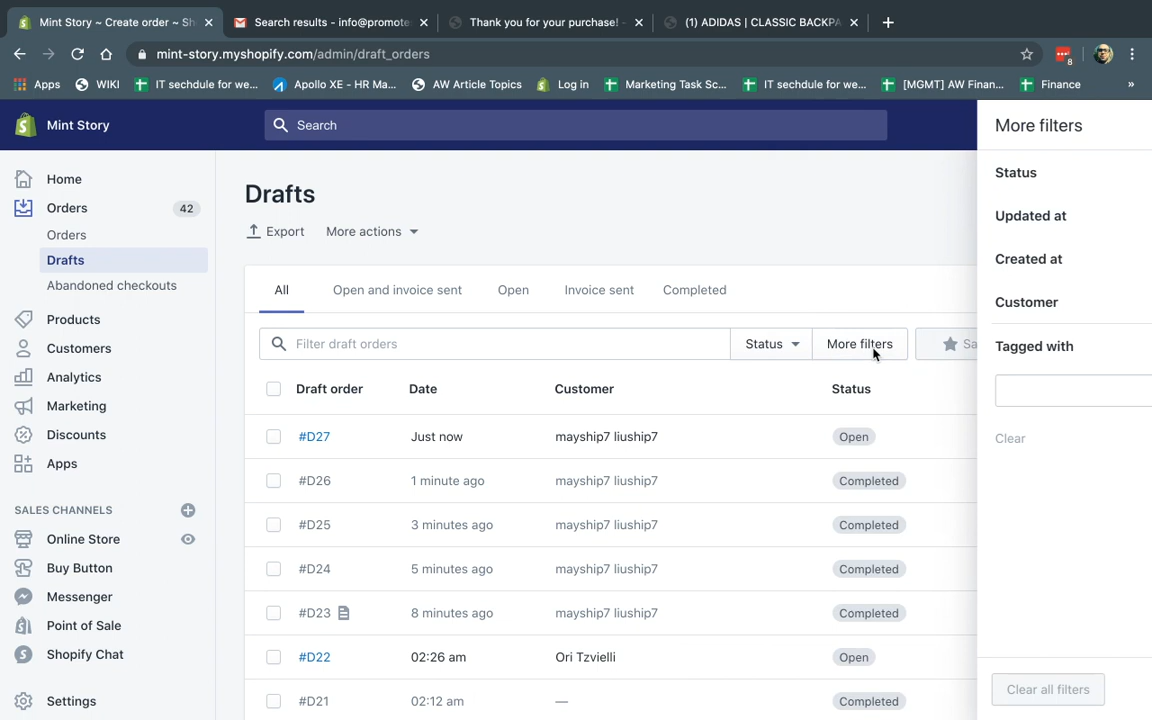 Mint Story ~ Create order ~ Sh
Search results - info@promote
Thank you for your purchase! -
(1) ADIDAS | CLASSIC BACKPA
mint-story.myshopify.com/admin/draft_orders
8
Apps
WIKI
IT techdule for we...
Apollo XE - HR Ma...
AW Article Topics
Log in
Marketing Task Sc...
IT techdule for we...
[MGMT] AW Finan...
Finance
»
Mint Story
Search
More filters
Home
Orders
42
Orders
Drafts
Abandoned checkouts
Products
Customers
Analytics
Marketing
Discounts
Apps
SALES CHANNELS
Online Store
Buy Button
Messenger
Point of Sale
Shopify Chat
Settings
Drafts
Export
More actions
All
Open and invoice sent
Open
Invoice sent
Completed
Filter draft orders
Status
More filters
Sa
Draft order
Date
Customer
Status
#D27
Just now
mayship7 liuship7
Open
#D26
1 minute ago
mayship7 liuship7
Completed
#D25
3 minutes ago
mayship7 liuship7
Completed
#D24
5 minutes ago
mayship7 liuship7
Completed
#D23
8 minutes ago
mayship7 liuship7
Completed
#D22
02:26 am
Ori Tzvielli
Open
#D21
02:12 am
—
Completed
Status
Updated at
Created at
Customer
Tagged with
Clear
Clear all filters